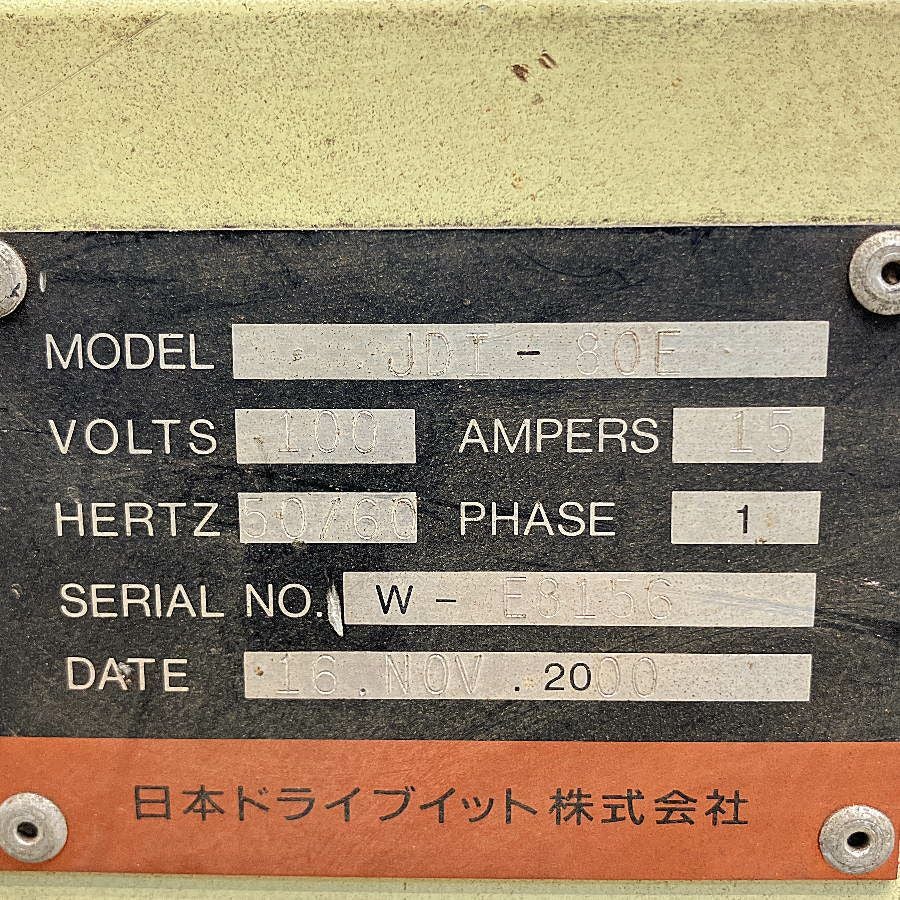 MODEL JDI - 80E
VOLTS 100 AMPERS 15
HERTZ 50/60 PHASE 1
SERIAL NO. W - E3156
DATE 16.NOV.2000
日本ドライブイット株式会社